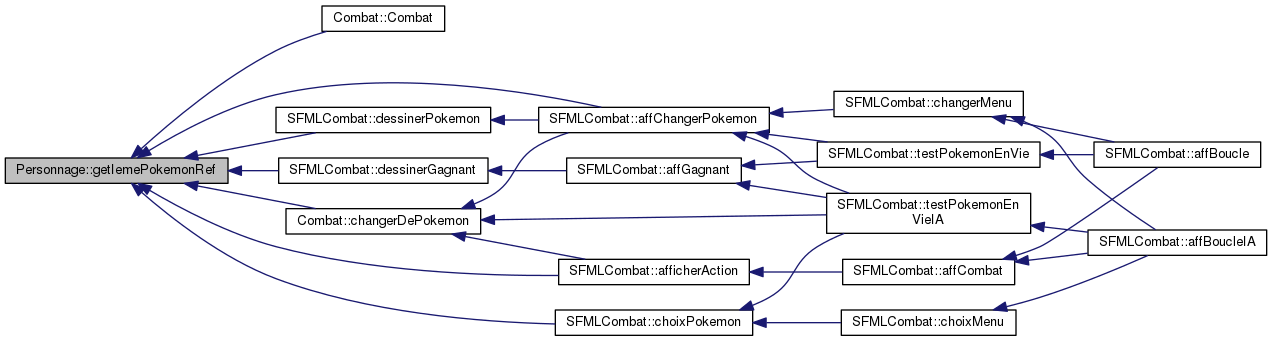 Combat::Combat
SFMLCombat::changerMenu
SFMLCombat::dessinerPokemon
SFMLCombat::affChangerPokemon
SFMLCombat::testPokemonEnVie
SFMLCombat::affBoucle
Personnage::getIemePokemonRef
SFMLCombat::dessinerGagnant
SFMLCombat::affGagnant
SFMLCombat::testPokemonEn
VieIA
Combat::changerDePokemon
SFMLCombat::affBoucleIA
SFMLCombat::afficherAction
SFMLCombat::affCombat
SFMLCombat::choixPokemon
SFMLCombat::choixMenu